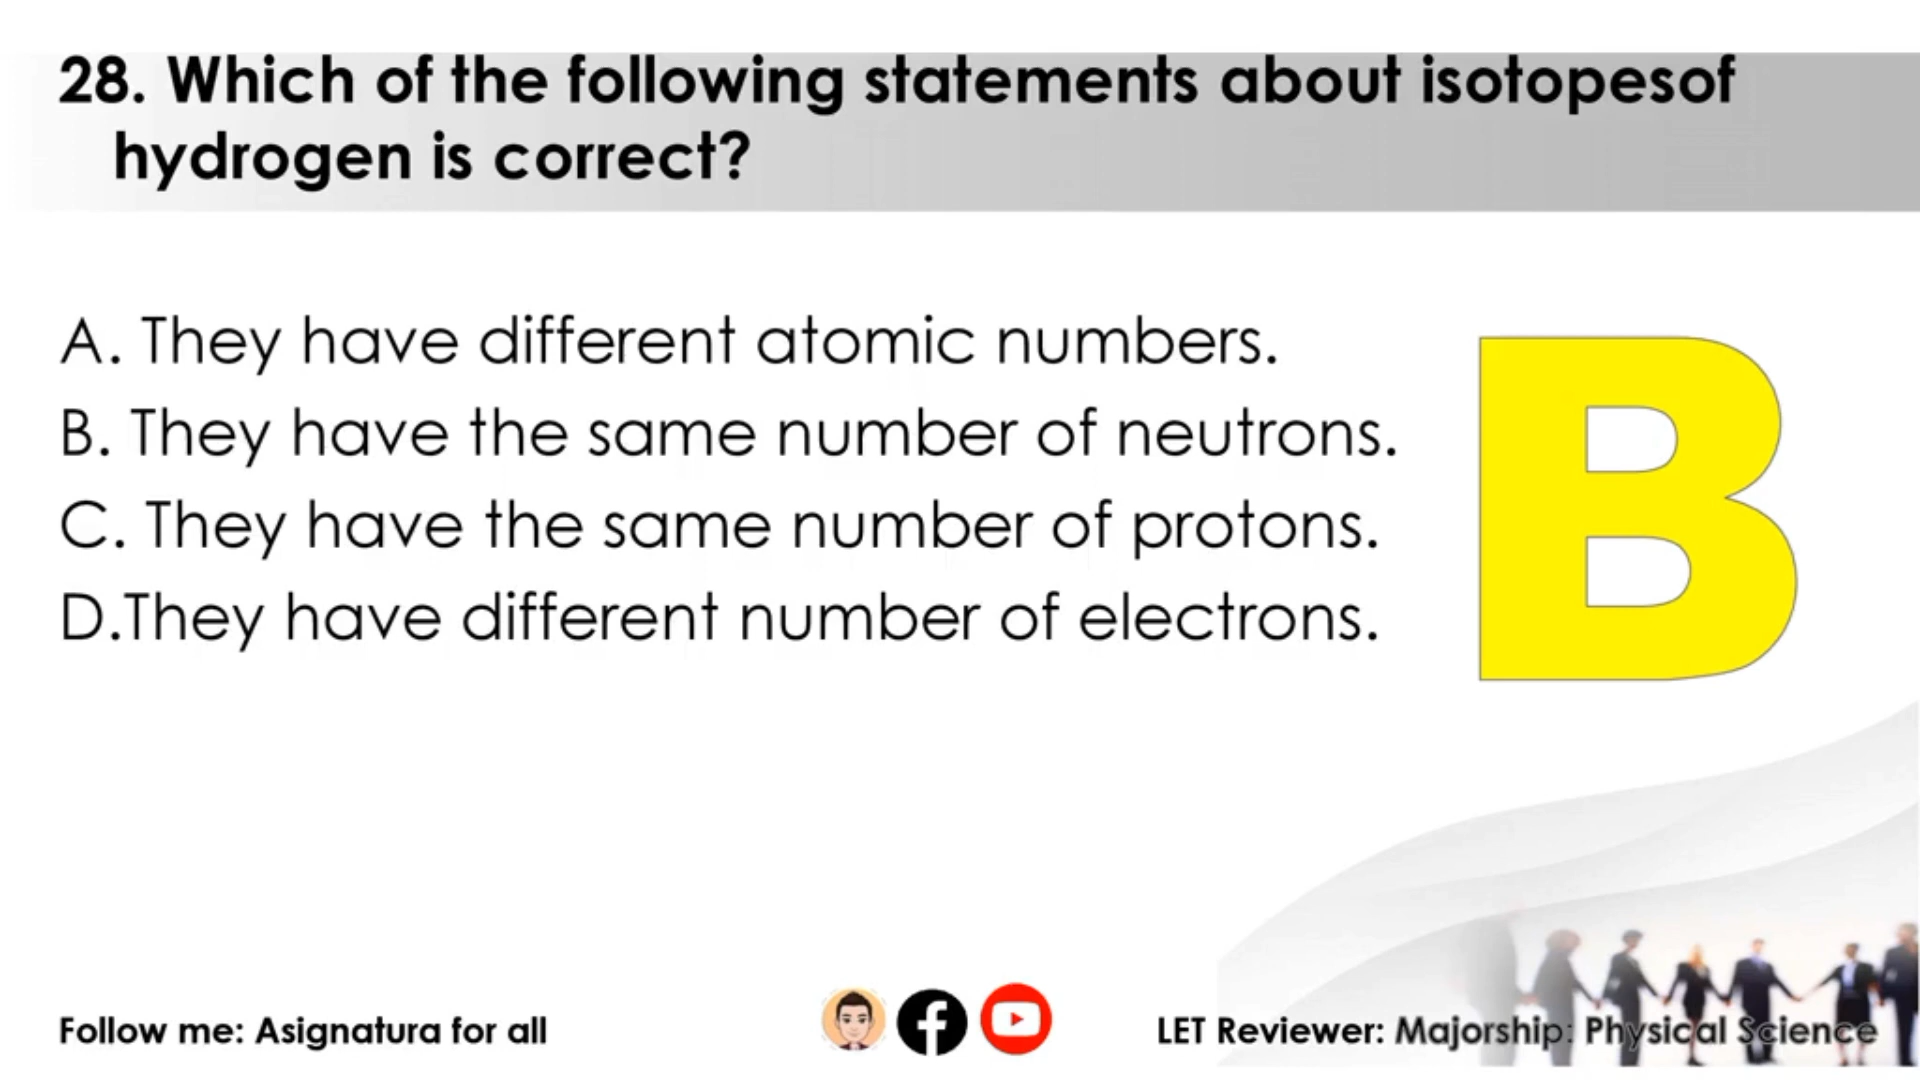 28. Which of the following statements about isotopesof
hydrogen is correct?
A. They have different atomic numbers.
B. They have the same number of neutrons.
C. They have the same number of protons.
D.They have different number of electrons.
B
Follow me: Asignatura for all
LET Reviewer: Majorship: Physical Science